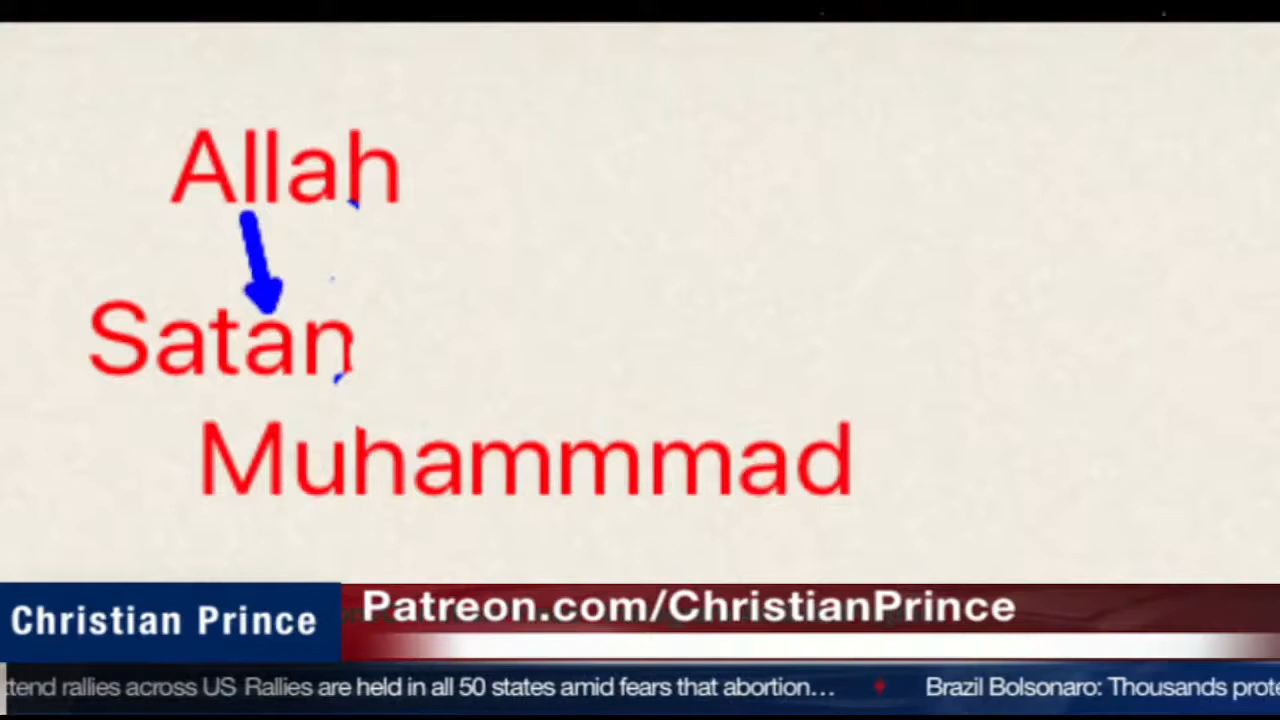 Allah
Satan
Muhammmad
Christian Prince
Patreon.com/ChristianPrince
tend rallies across US Rallies are held in all 50 states amid fears that abortion… Brazil Bolsonaro: Thousands prote